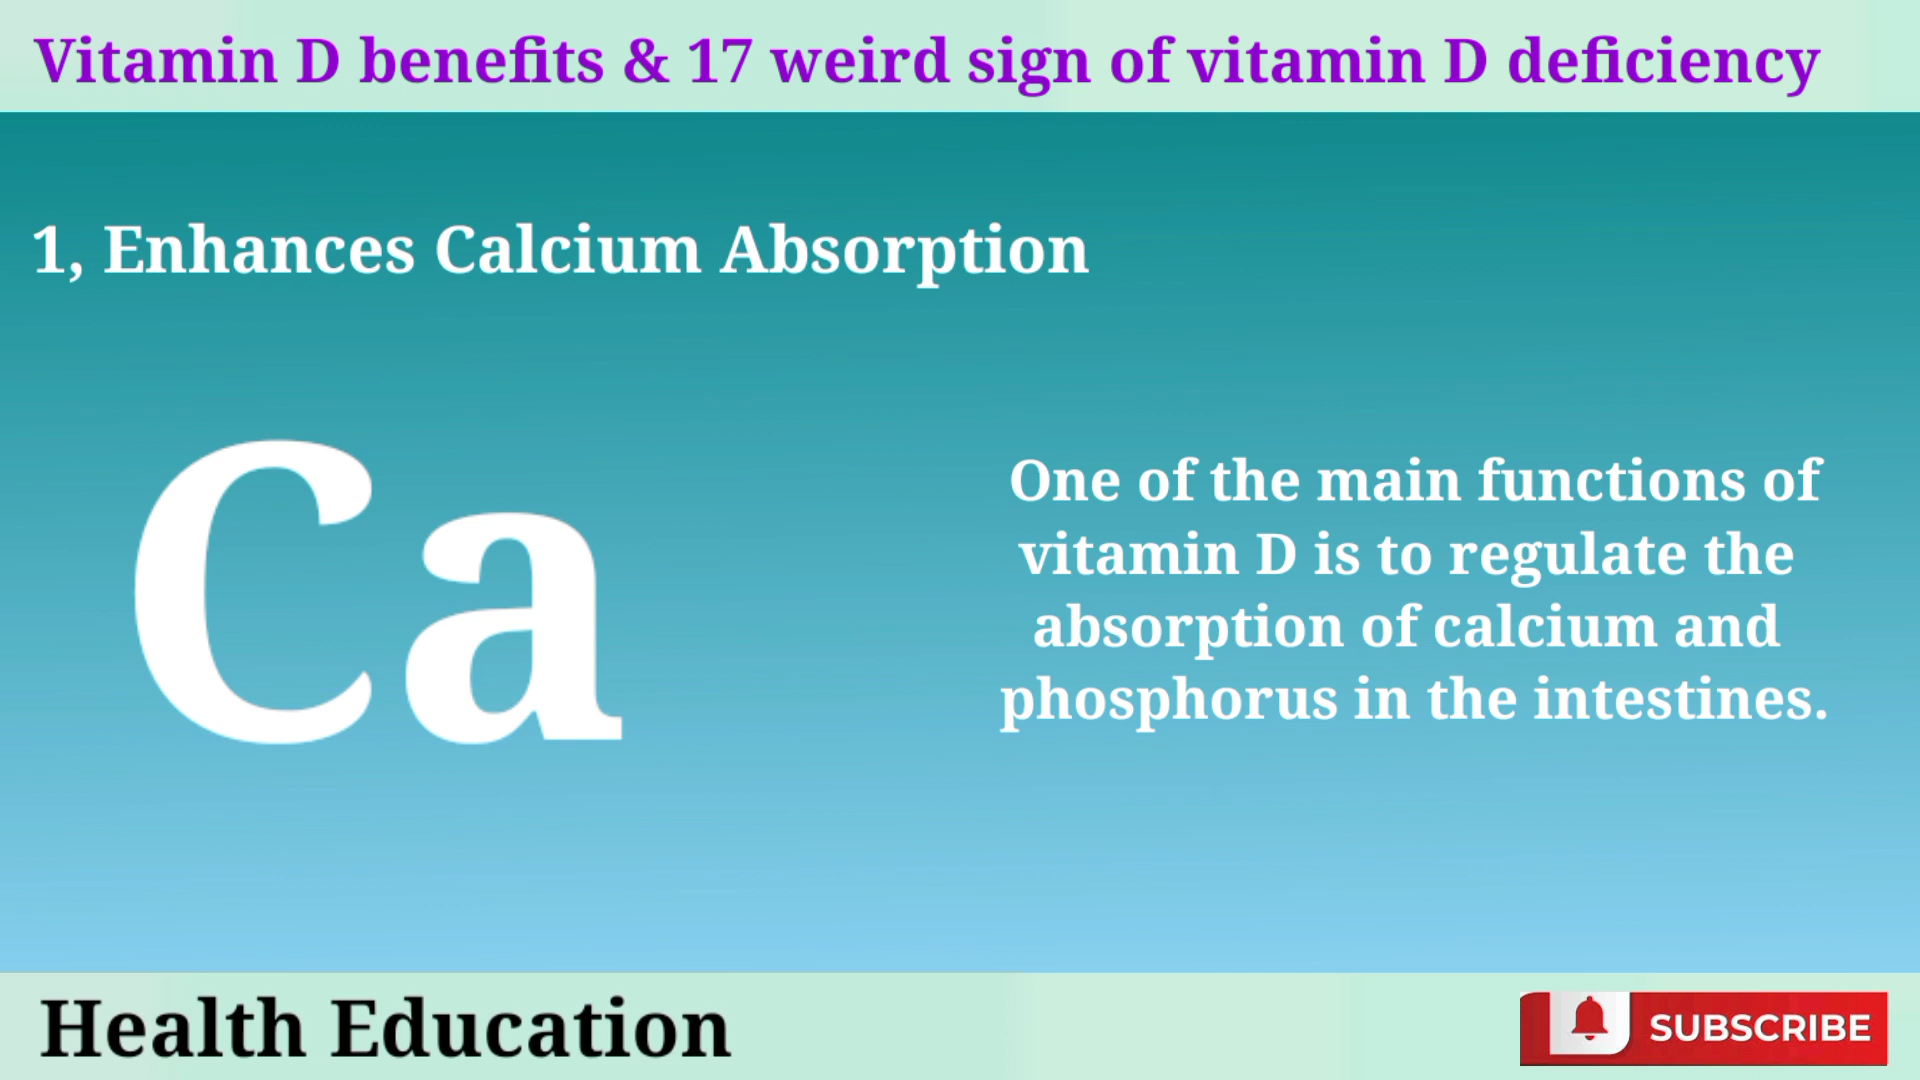 Vitamin D benefits & 17 weird sign of vitamin D deficiency
1, Enhances Calcium Absorption
Ca
One of the main functions of
vitamin D is to regulate the
absorption of calcium and
phosphorus in the intestines.
Health Education
SUBSCRIBE